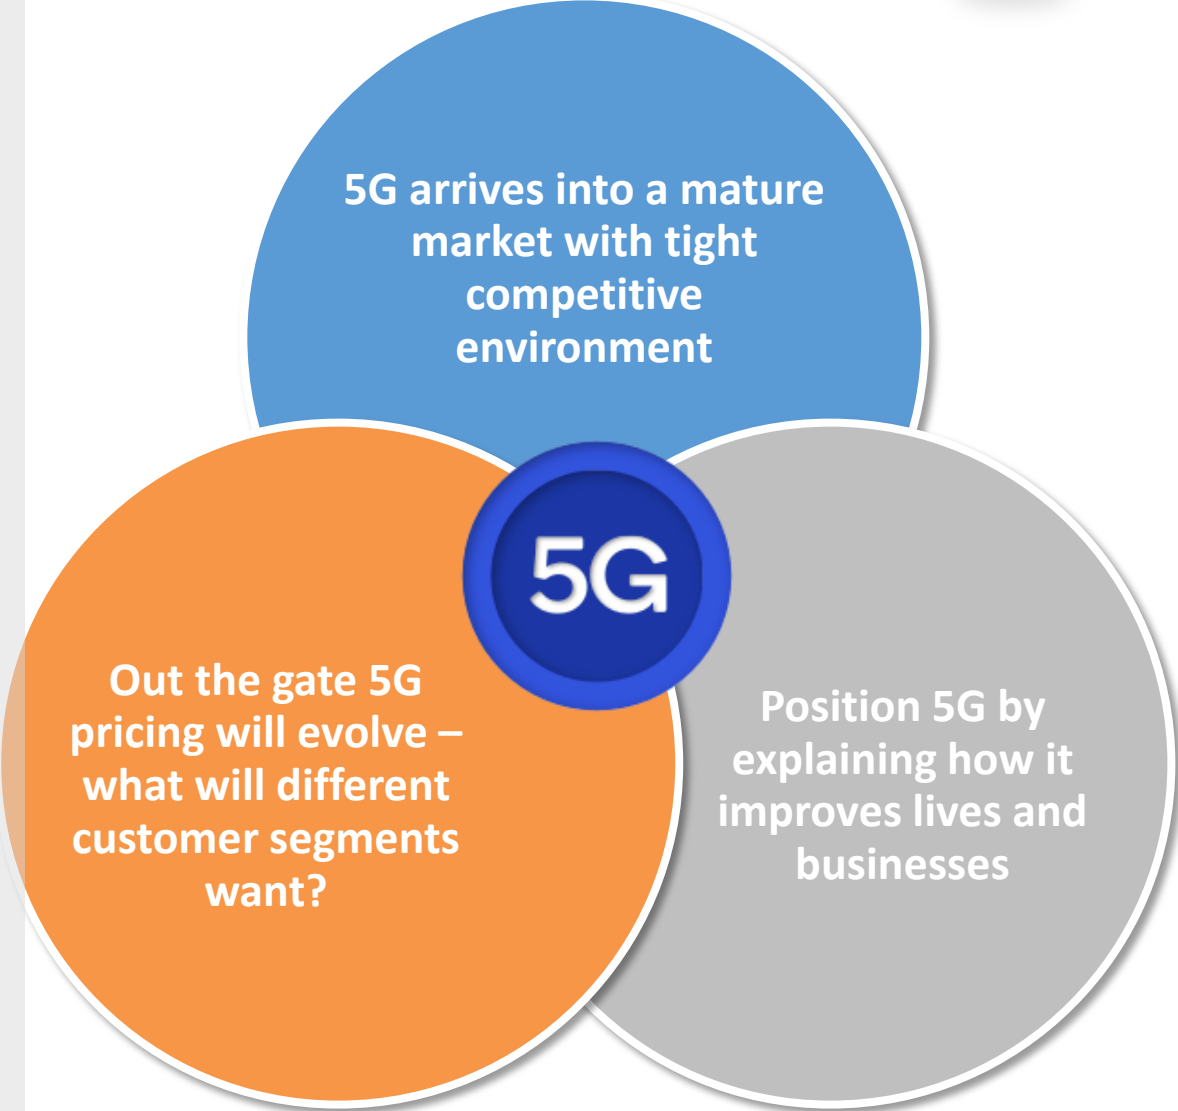 5G arrives into a mature
market with tight
competitive
environment
5G
Out the gate 5G
pricing will evolve –
what will different
customer segments
want?
Position 5G by
explaining how it
improves lives and
businesses